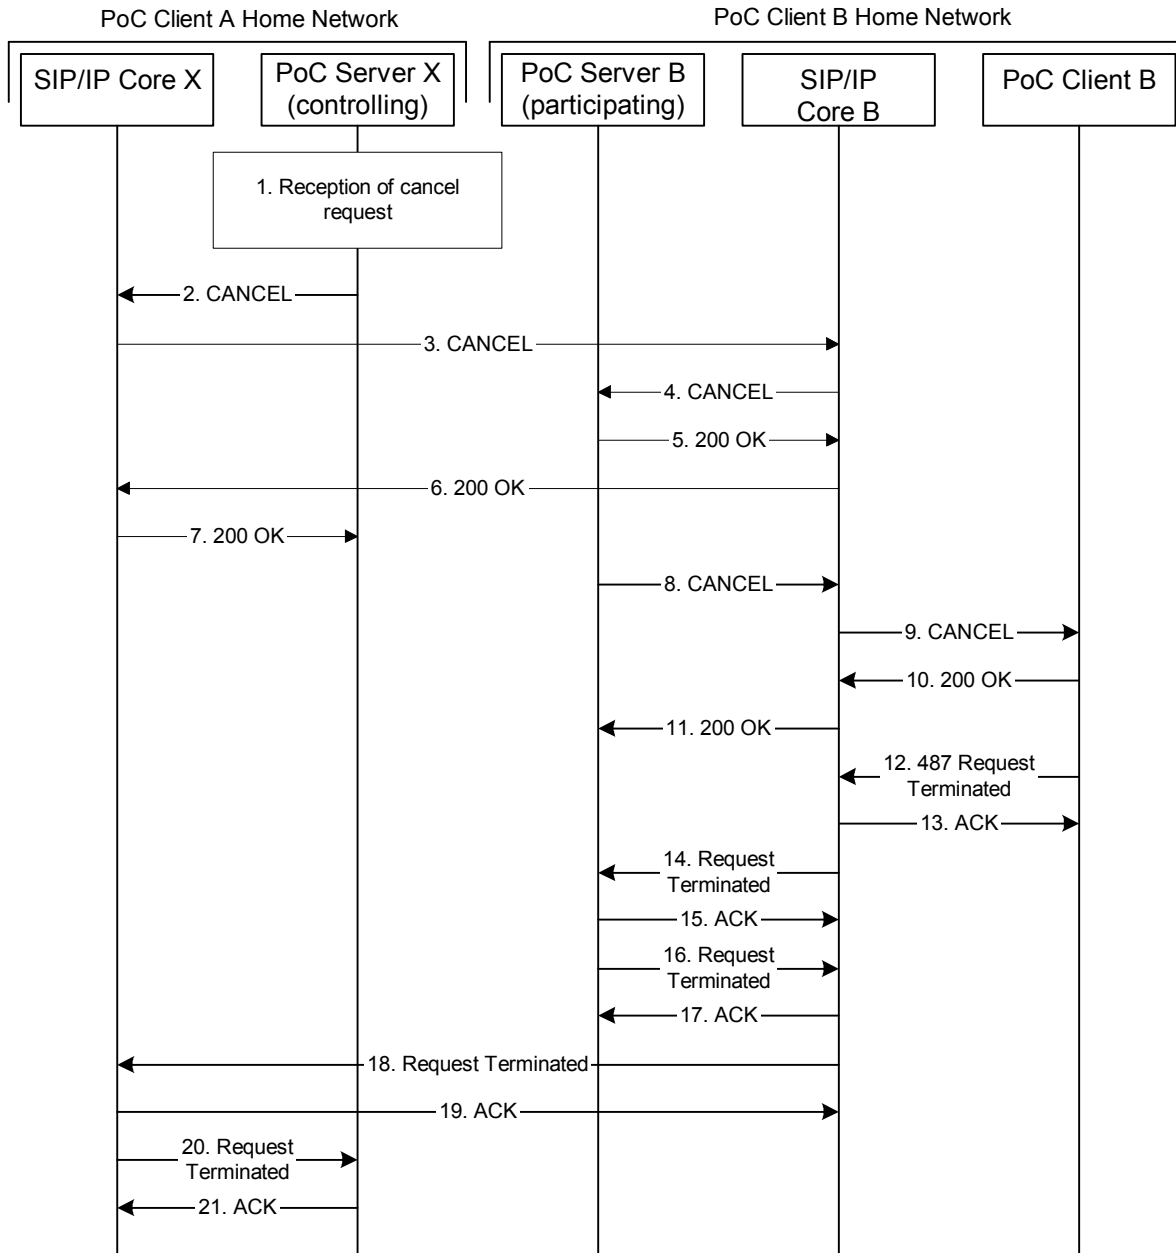 PoC Client A Home Network
PoC Client B Home Network
SIP/IP Core X
PoC Server X
(controlling)
PoC Server B
(participating)
SIP/IP
Core B
PoC Client B
1. Reception of cancel
request
2. CANCEL
3. CANCEL
4. CANCEL
5. 200 OK
6. 200 OK
7. 200 OK
8. CANCEL
9. CANCEL
10. 200 OK
11. 200 OK
12. 487 Request
Terminated
13. ACK
14. Request
Terminated
15. ACK
16. Request
Terminated
17. ACK
18. Request Terminated
19. ACK
20. Request
Terminated
21. ACK